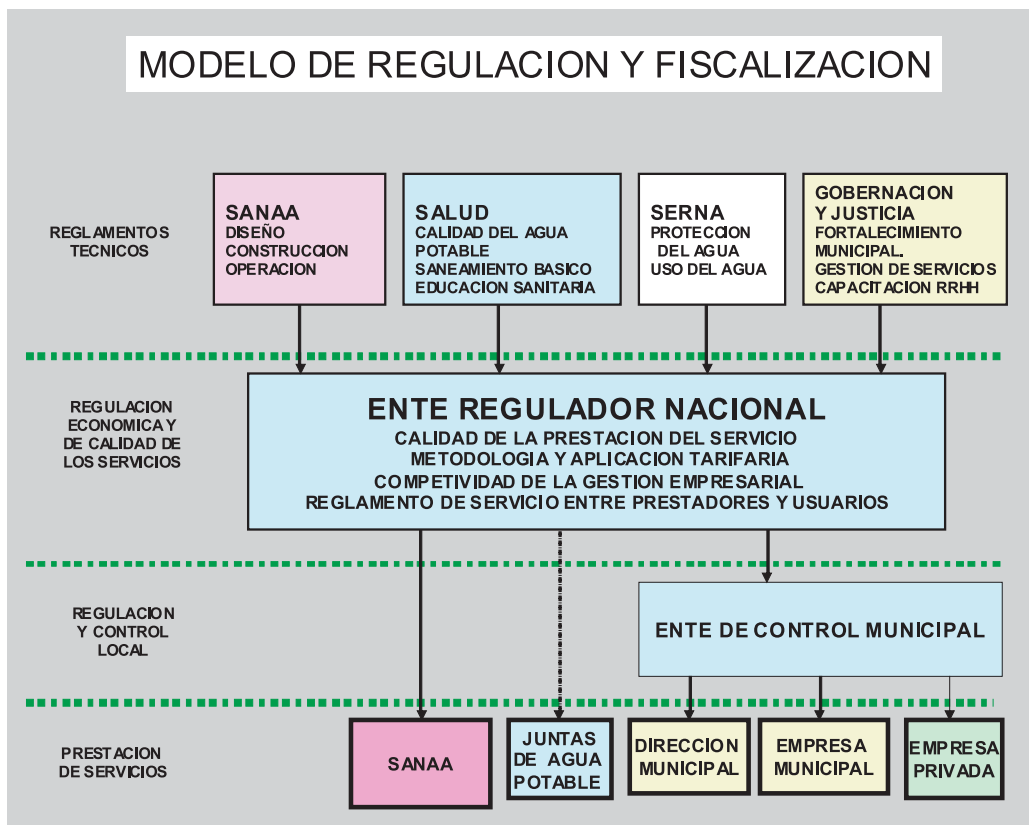 MODELO DE REGULACION Y FISCALIZACION
REGLAMENTOS
TECNICOS
SANAA
DISEÑO
CONSTRUCCION
OPERACION
SALUD
CALIDAD DEL AGUA
POTABLE
SANEAMIENTO BASICO
EDUCACION SANITARIA
SERNA
PROTECCION
DEL AGUA
USO DEL AGUA
GOBERNACION
Y JUSTICIA
FORTALECIMIENTO
MUNICIPAL.
GESTION DE SERVICIOS
CAPACITACION RRHH
REGULACION
ECONOMICA Y
DE CALIDAD DE
LOS SERVICIOS
ENTE REGULADOR NACIONAL
CALIDAD DE LA PRESTACION DEL SERVICIO
METODOLOGIA Y APLICACION TARIFARIA
COMPETIVIDAD DE LA GESTION EMPRESARIAL
REGLAMENTO DE SERVICIO ENTRE PRESTADORES Y USUARIOS
REGULACION
Y CONTROL
LOCAL
ENTE DE CONTROL MUNICIPAL
PRESTACION
DE SERVICIOS
SANAA
JUNTAS
DE AGUA
POTABLE
DIRECCION
MUNICIPAL
EMPRESA
MUNICIPAL
EMPRESA
PRIVADA